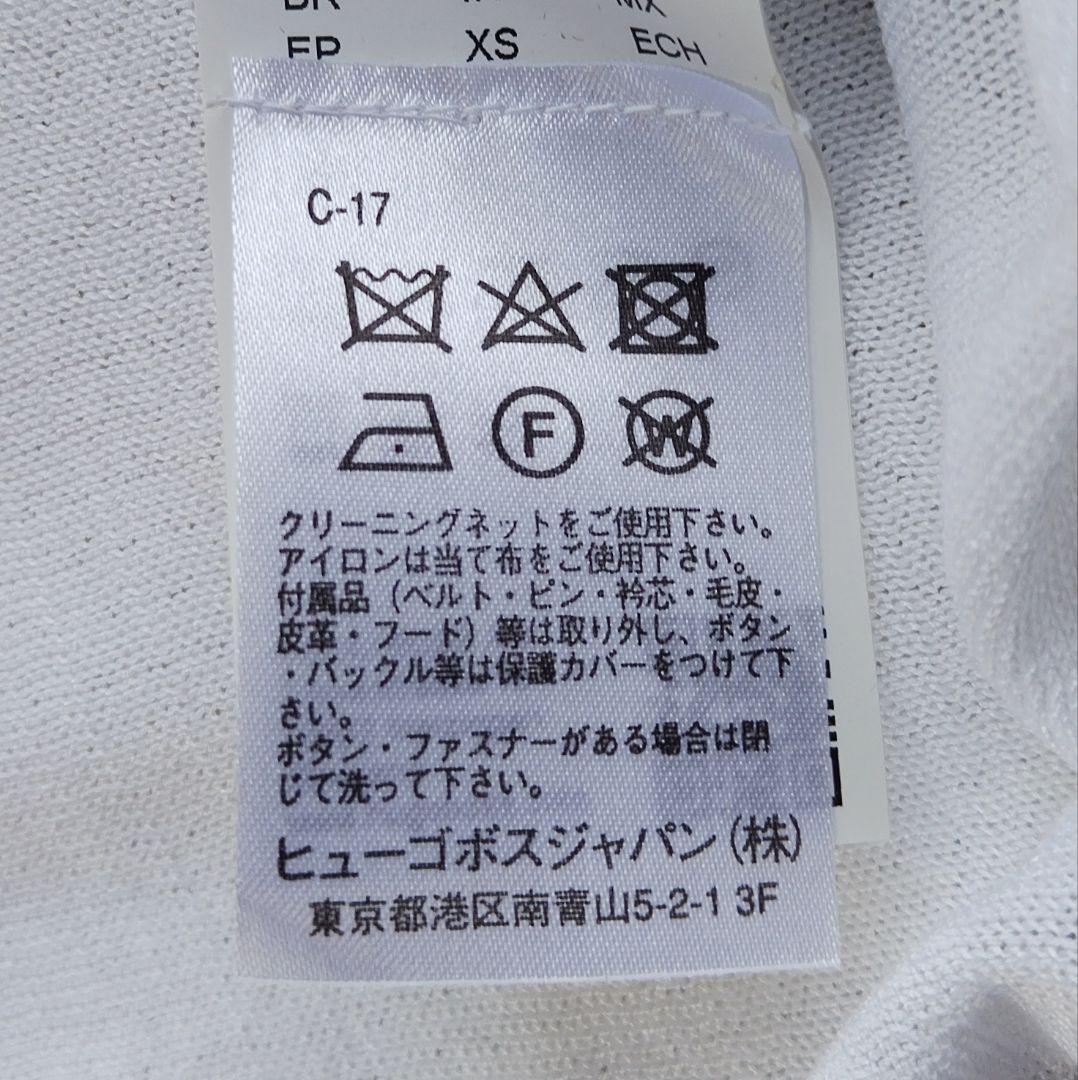 XS ECH
C-17
F W
クリーニングネットをご使用下さい。
アイロンは当て布をご使用下さい。
付属品（ベルト・ピン・衿芯・毛皮・
皮革・フード）等は取り外し、ボタン
・バックル等は保護カバーをつけて下
さい。
ボタン・ファスナーがある場合は閉
じて洗って下さい。
ヒューゴボスジャパン(株)
東京都港区南青山5-2-1 3F